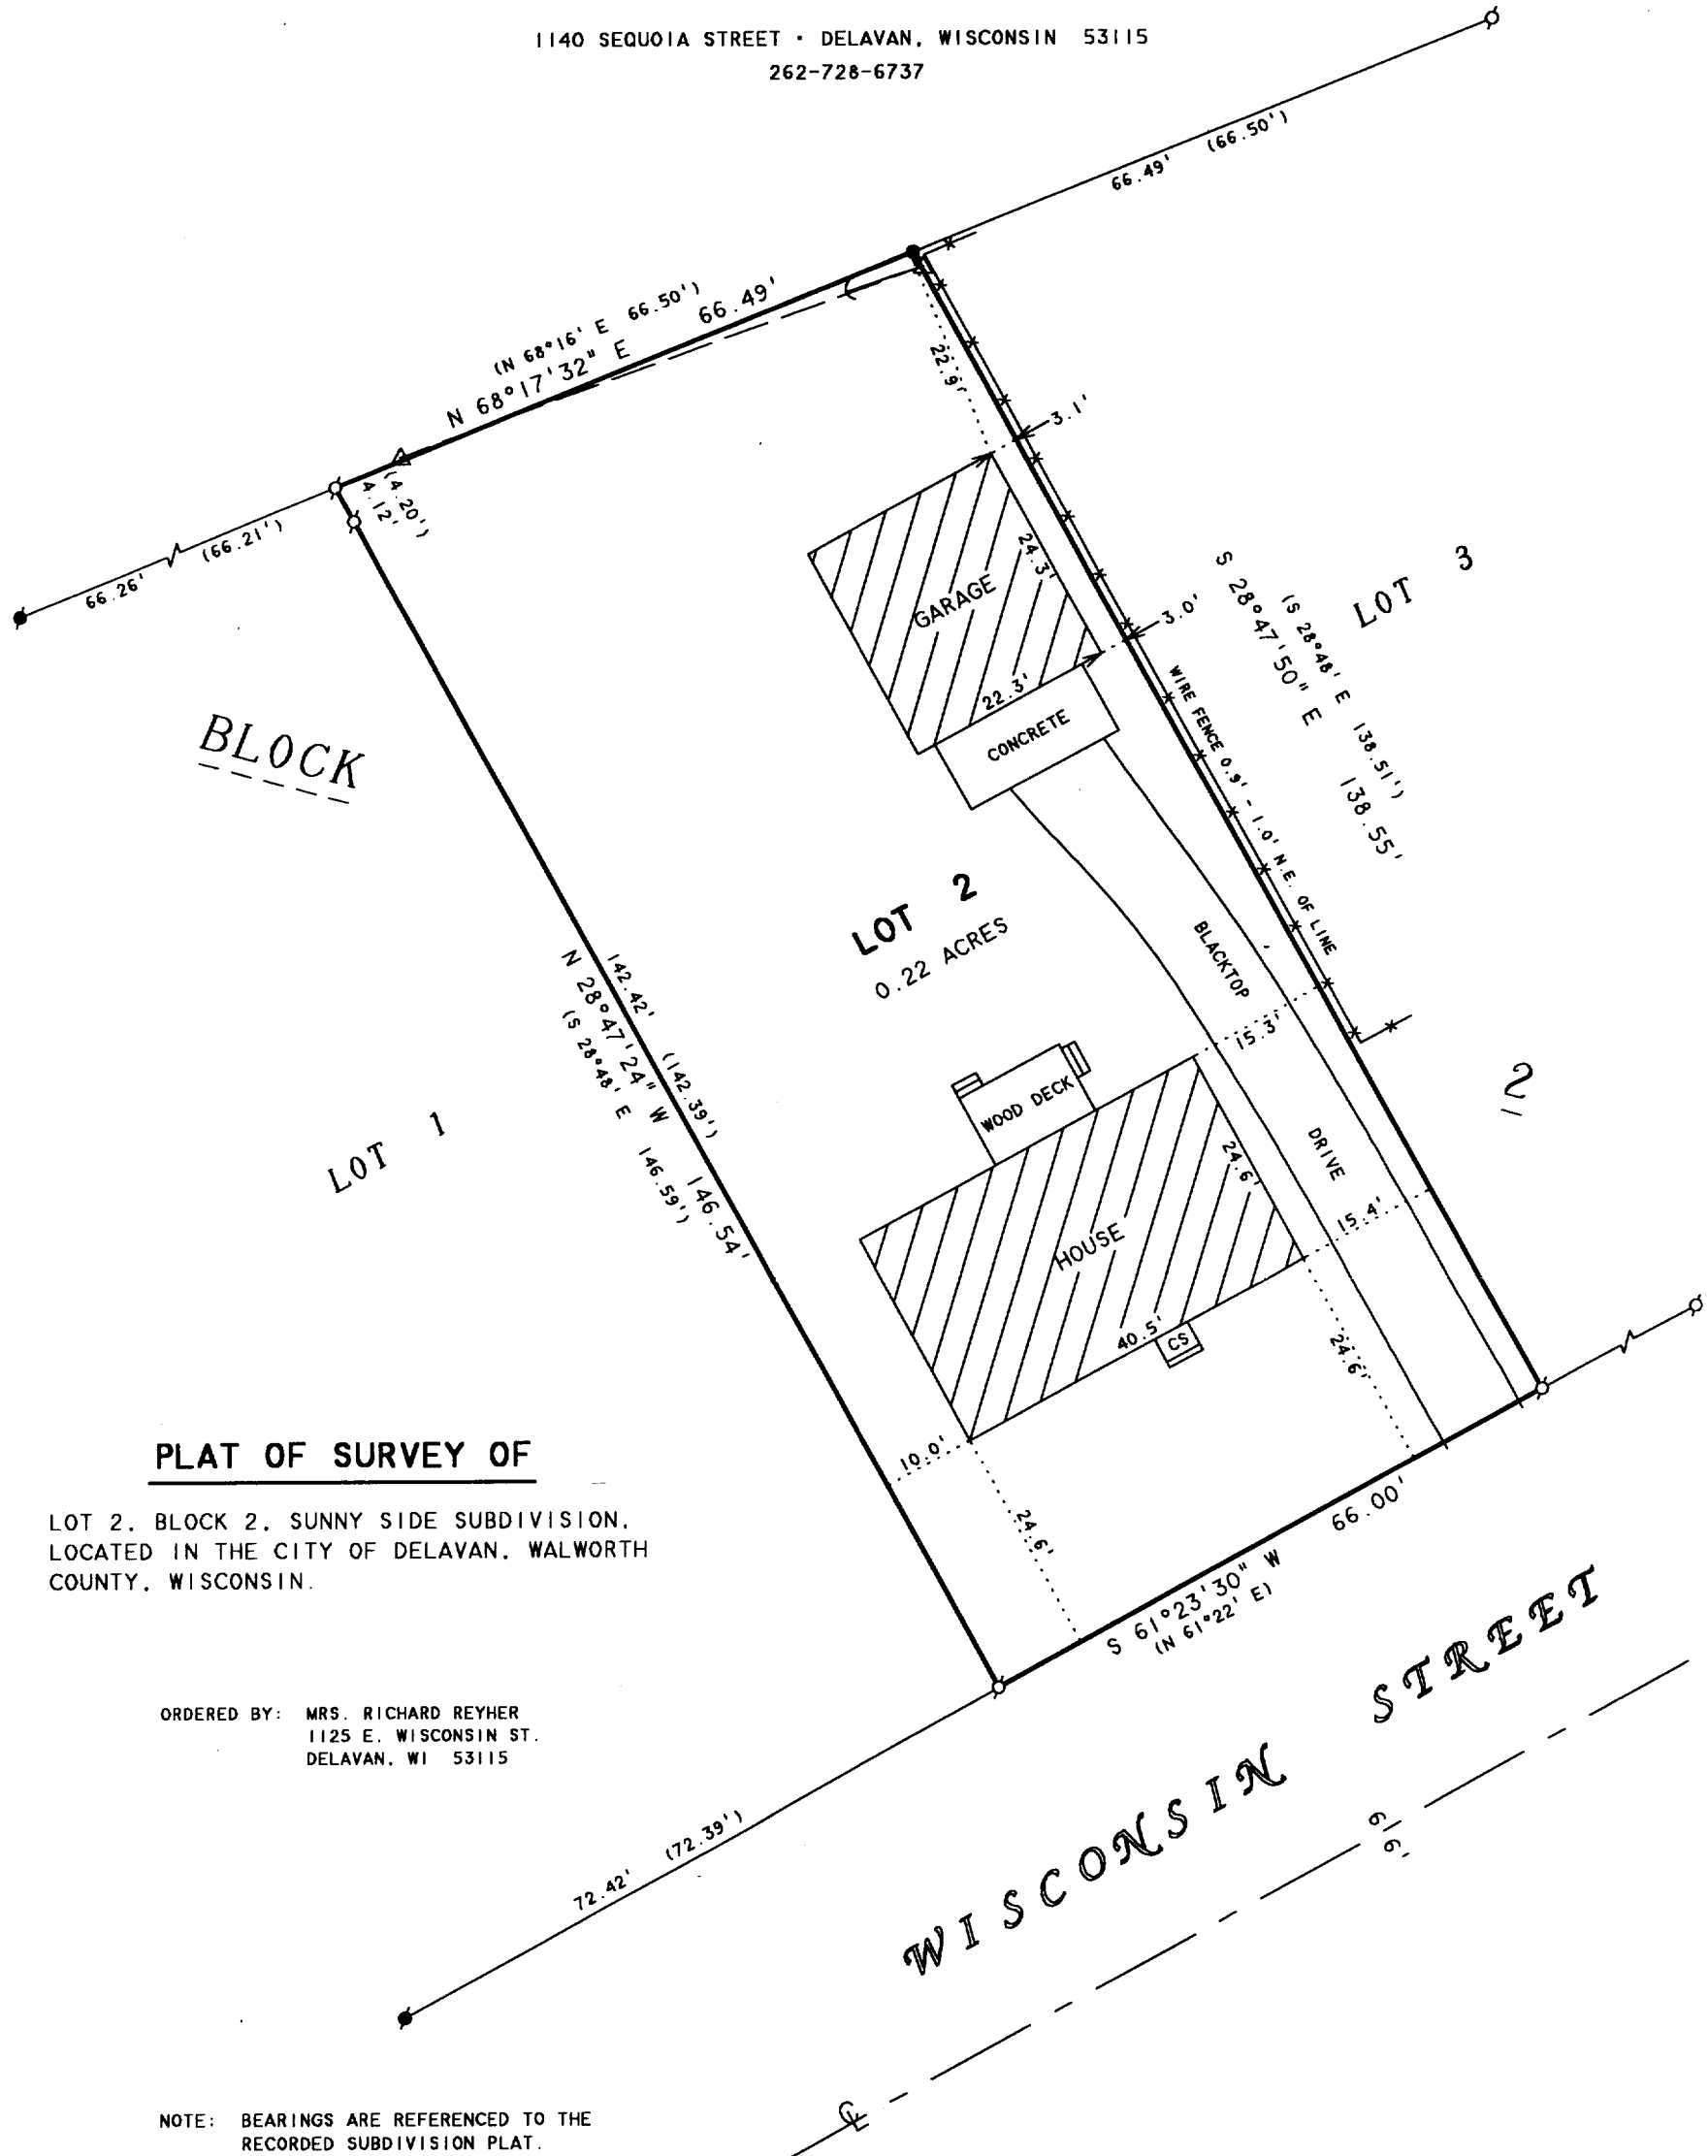 1140 SEQUOIA STREET • DELAVAN, WISCONSIN 53115
262-728-6737
66.49' (66.50')
(N 68°16' E 66.50')
N 68°17'32" E 66.49'
22.9'
3.1'
(4.20')
4.12'
66.26' (66.21')
24.3'
GARAGE
22.3'
3.0'
CONCRETE
LOT 3
(S 28°48' E 138.51')
S 28°47'50" E 138.55'
WIRE FENCE 0.9' - 1.0' N.E. OF LINE
BLOCK
LOT 2
0.22 ACRES
BLACKTOP
DRIVE
142.42' (142.39')
N 28°47'24" W 146.54'
(S 28°48' E 146.59')
15.3'
2
WOOD DECK
LOT 1
24.6'
HOUSE
15.4'
40.5'
CS
24.6'
10.0'
24.6'
66.00'
S 61°23'30" W
(N 61°22' E)
PLAT OF SURVEY OF
LOT 2, BLOCK 2, SUNNY SIDE SUBDIVISION,
LOCATED IN THE CITY OF DELAVAN, WALWORTH
COUNTY, WISCONSIN.
ORDERED BY: MRS. RICHARD REYHER
1125 E. WISCONSIN ST.
DELAVAN, WI 53115
72.42' (72.39')
WISCONSIN STREET
66'
℄
NOTE: BEARINGS ARE REFERENCED TO THE
RECORDED SUBDIVISION PLAT.